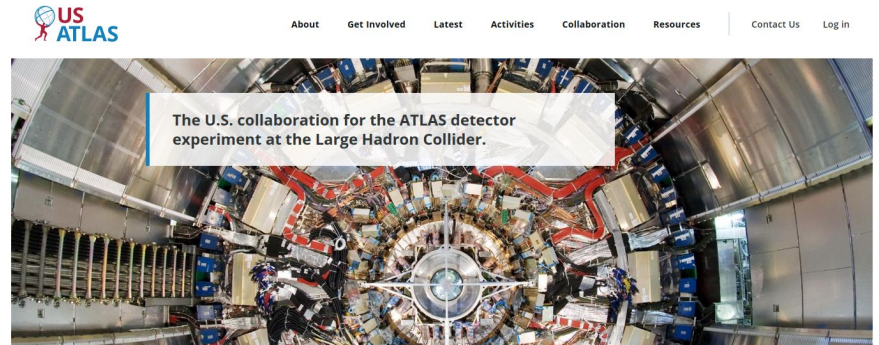 US
ATLAS
About Get Involved Latest Activities Collaboration Resources Contact Us Log in
The U.S. collaboration for the ATLAS detector
experiment at the Large Hadron Collider.